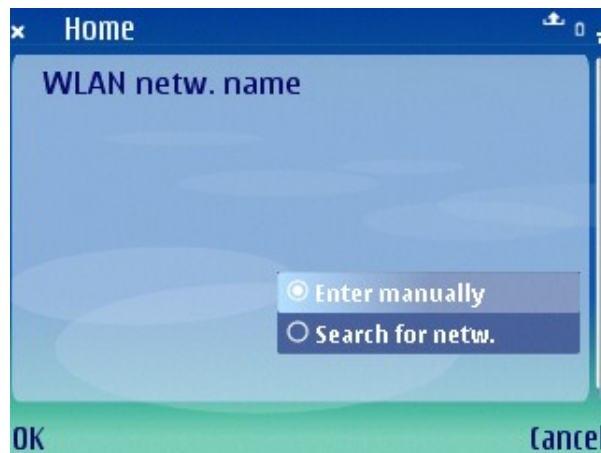 Home
WLAN netw. name
Enter manually
Search for netw.
OK
Cancel